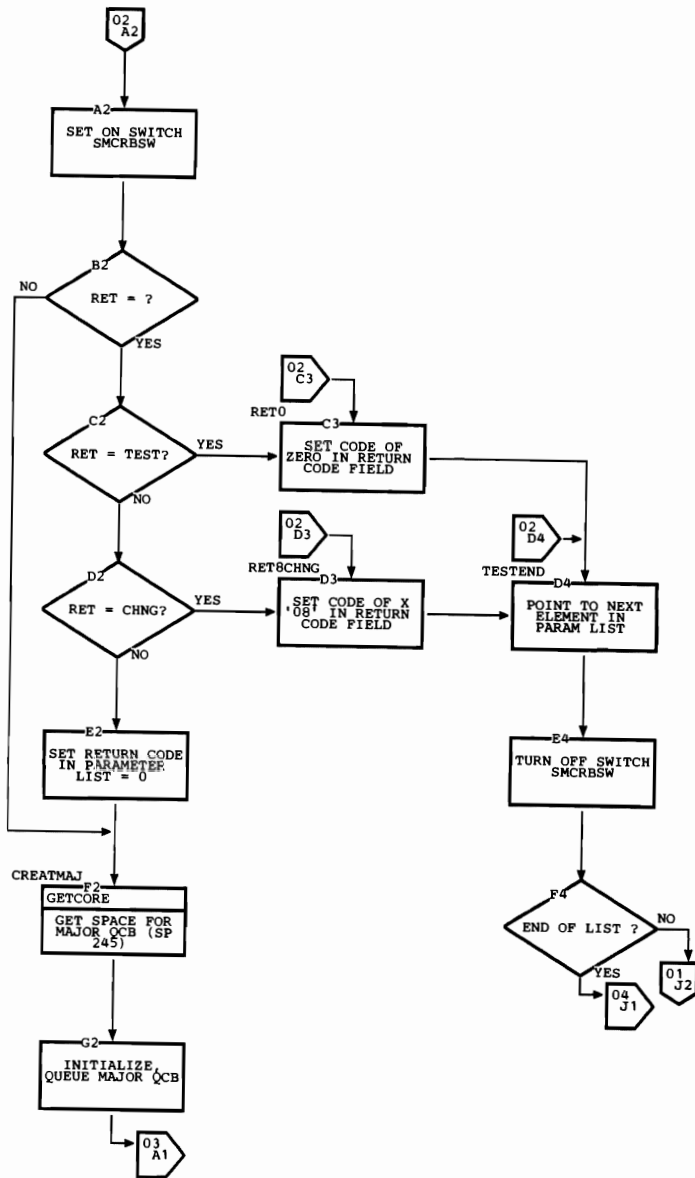 02
A2
A2
SET ON SWITCH
SMCRBSW
B2
NO
RET = ?
YES
02
C3
RET0
C2
C3
RET = TEST?
YES
SET CODE OF
ZERO IN RETURN
CODE FIELD
NO
02
D3
02
D4
RET8CHNG
TESTEND
D2
D3
D4
RET = CHNG?
YES
SET CODE OF X
'08' IN RETURN
CODE FIELD
POINT TO NEXT
ELEMENT IN
PARAM LIST
NO
E2
SET RETURN CODE
IN PARAMETER
LIST = 0
E4
TURN OFF SWITCH
SMCRBSW
CREATMAJ
F2
GETCORE
GET SPACE FOR
MAJOR QCB (SP
245)
F4
END OF LIST ?
NO
YES
04
J1
01
J2
G2
INITIALIZE,
QUEUE MAJOR QCB
03
A1